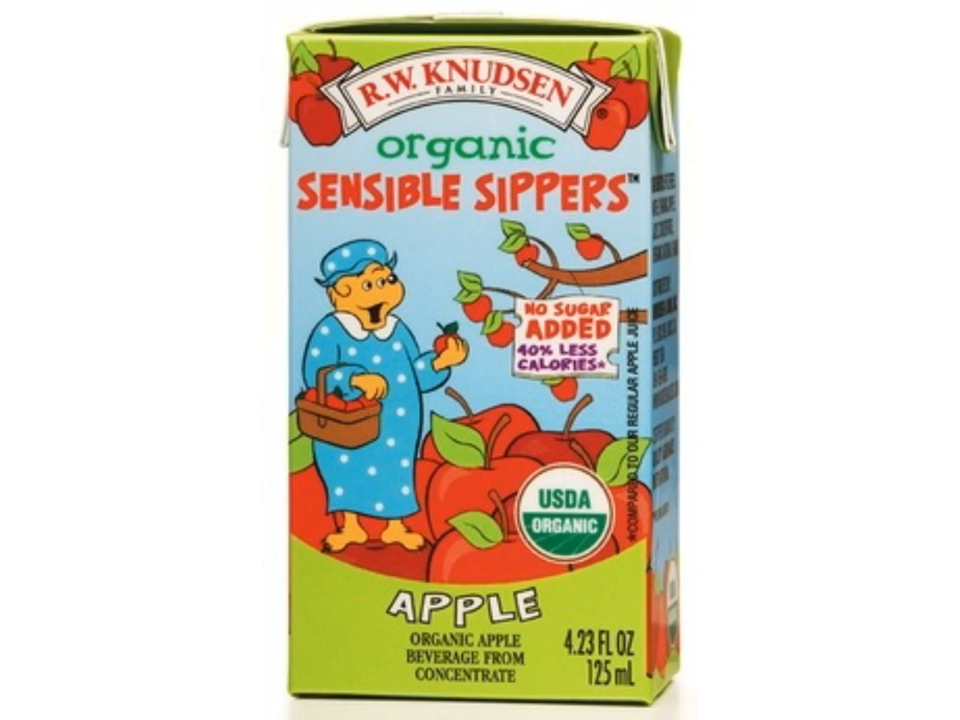 R.W. KNUDSEN
FAMILY
organic
SENSIBLE SIPPERS™
NO SUGAR
ADDED
40% LESS
CALORIES*
*COMPARED TO OUR REGULAR APPLE JUICE
USDA
ORGANIC
APPLE
ORGANIC APPLE
BEVERAGE FROM
CONCENTRATE
4.23 FL OZ
125 mL